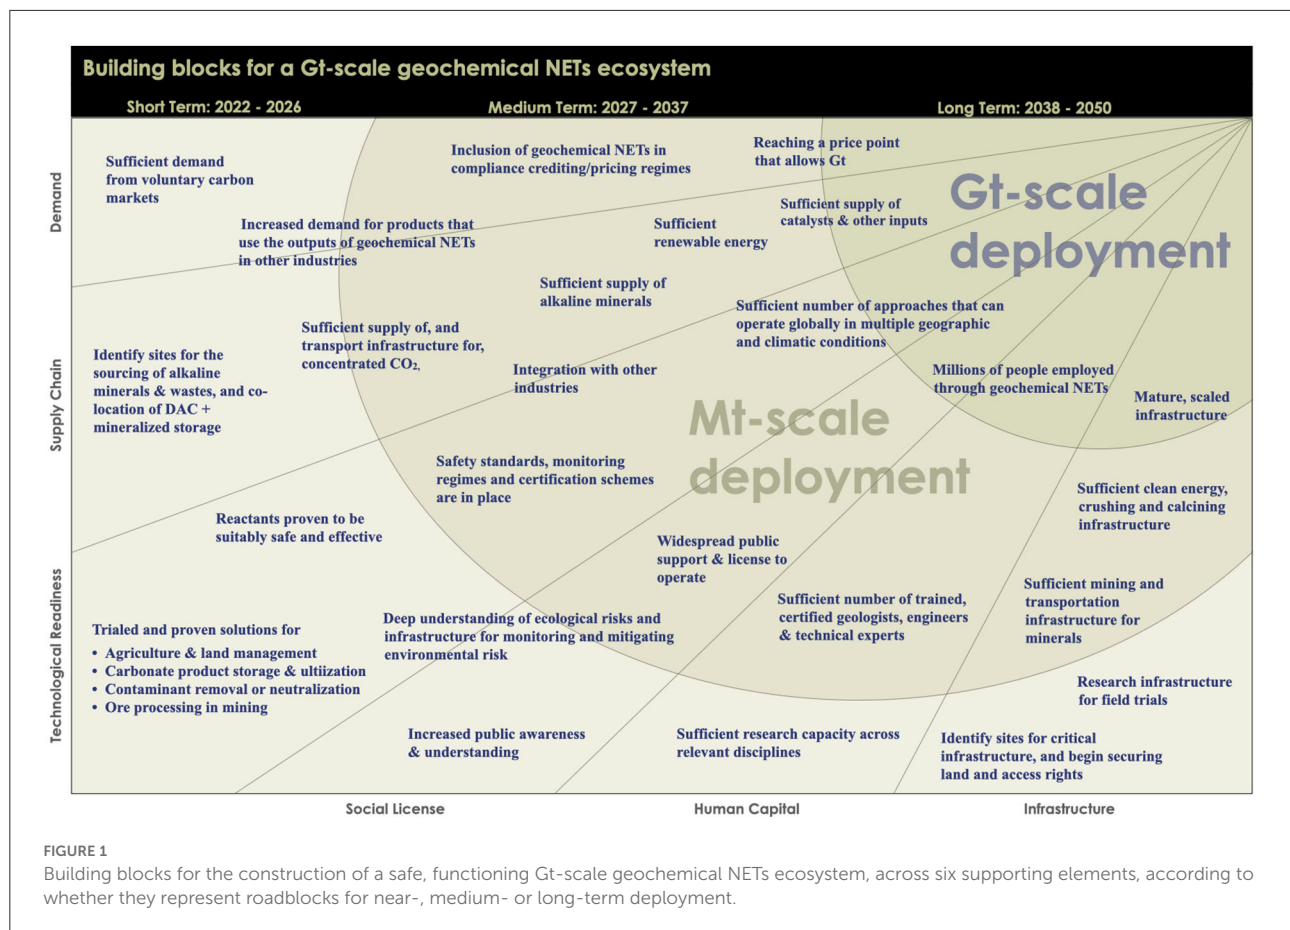 Building blocks for a Gt-scale geochemical NETs ecosystem
Short Term: 2022 - 2026
Medium Term: 2027 - 2037
Long Term: 2038 - 2050
Demand
Supply Chain
Technological Readiness
Sufficient demand
from voluntary carbon
markets
Inclusion of geochemical NETs in
compliance crediting/pricing regimes
Reaching a price point
that allows Gt
Increased demand for products that
use the outputs of geochemical NETs
in other industries
Sufficient
renewable energy
Sufficient supply of
catalysts & other inputs
Gt-scale
deployment
Sufficient supply of
alkaline minerals
Sufficient supply of, and
transport infrastructure for,
concentrated CO₂,
Sufficient number of approaches that can
operate globally in multiple geographic
and climatic conditions
Identify sites for the
sourcing of alkaline
minerals & wastes, and co-
location of DAC +
mineralized storage
Integration with other
industries
Millions of people employed
through geochemical NETs
Mature, scaled
infrastructure
Mt-scale
deployment
Safety standards, monitoring
regimes and certification schemes
are in place
Sufficient clean energy,
crushing and calcining
infrastructure
Reactants proven to be
suitably safe and effective
Widespread public
support & license to
operate
Sufficient mining and
transportation
infrastructure for
minerals
Trialed and proven solutions for
• Agriculture & land management
• Carbonate product storage & ultiization
• Contaminant removal or neutralization
• Ore processing in mining
Deep understanding of ecological risks and
infrastructure for monitoring and mitigating
environmental risk
Sufficient number of trained,
certified geologists, engineers
& technical experts
Research infrastructure
for field trials
Increased public awareness
& understanding
Sufficient research capacity across
relevant disciplines
Identify sites for critical
infrastructure, and begin securing
land and access rights
Social License
Human Capital
Infrastructure
FIGURE 1
Building blocks for the construction of a safe, functioning Gt-scale geochemical NETs ecosystem, across six supporting elements, according to
whether they represent roadblocks for near-, medium- or long-term deployment.